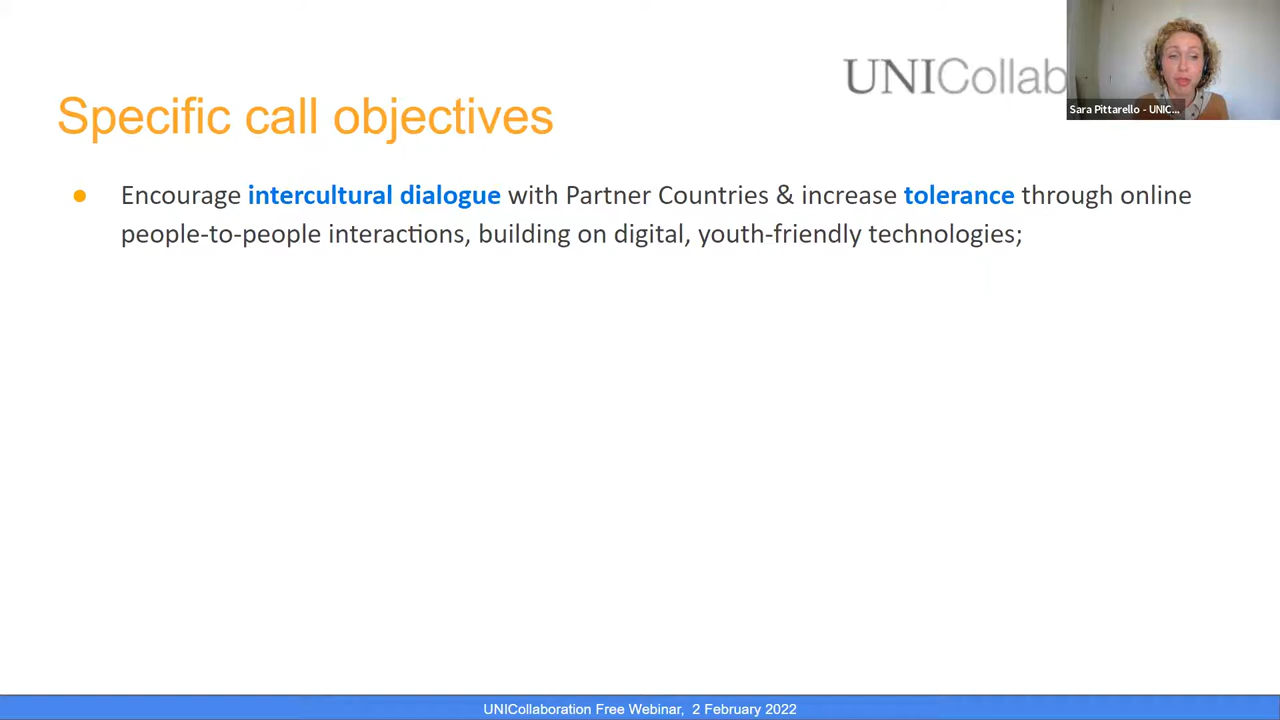 UNICollab
Sara Pittarello - UNIC...
Specific call objectives
● Encourage intercultural dialogue with Partner Countries & increase tolerance through online
people-to-people interactions, building on digital, youth-friendly technologies;
UNICollaboration Free Webinar, 2 February 2022